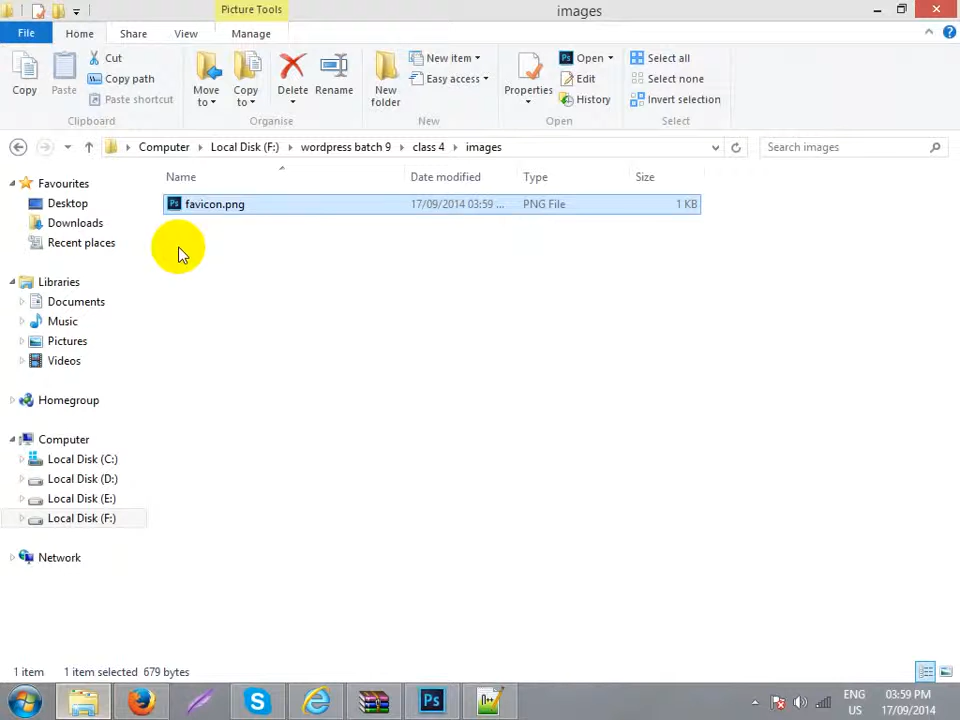 Picture Tools
images
File
Home
Share
View
Manage
Copy
Paste
Cut
Copy path
Paste shortcut
Clipboard
Move to
Copy to
Delete
Rename
Organise
New folder
New item
Easy access
New
Properties
Open
Edit
History
Open
Select all
Select none
Invert selection
Select
Computer Local Disk (F:) wordpress batch 9 class 4 images
Search images
Name Date modified Type Size
favicon.png 17/09/2014 03:59 ... PNG File 1 KB
Favourites
Desktop
Downloads
Recent places
Libraries
Documents
Music
Pictures
Videos
Homegroup
Computer
Local Disk (C:)
Local Disk (D:)
Local Disk (E:)
Local Disk (F:)
Network
1 item 1 item selected 679 bytes
Ps
ENG
US
03:59 PM
17/09/2014